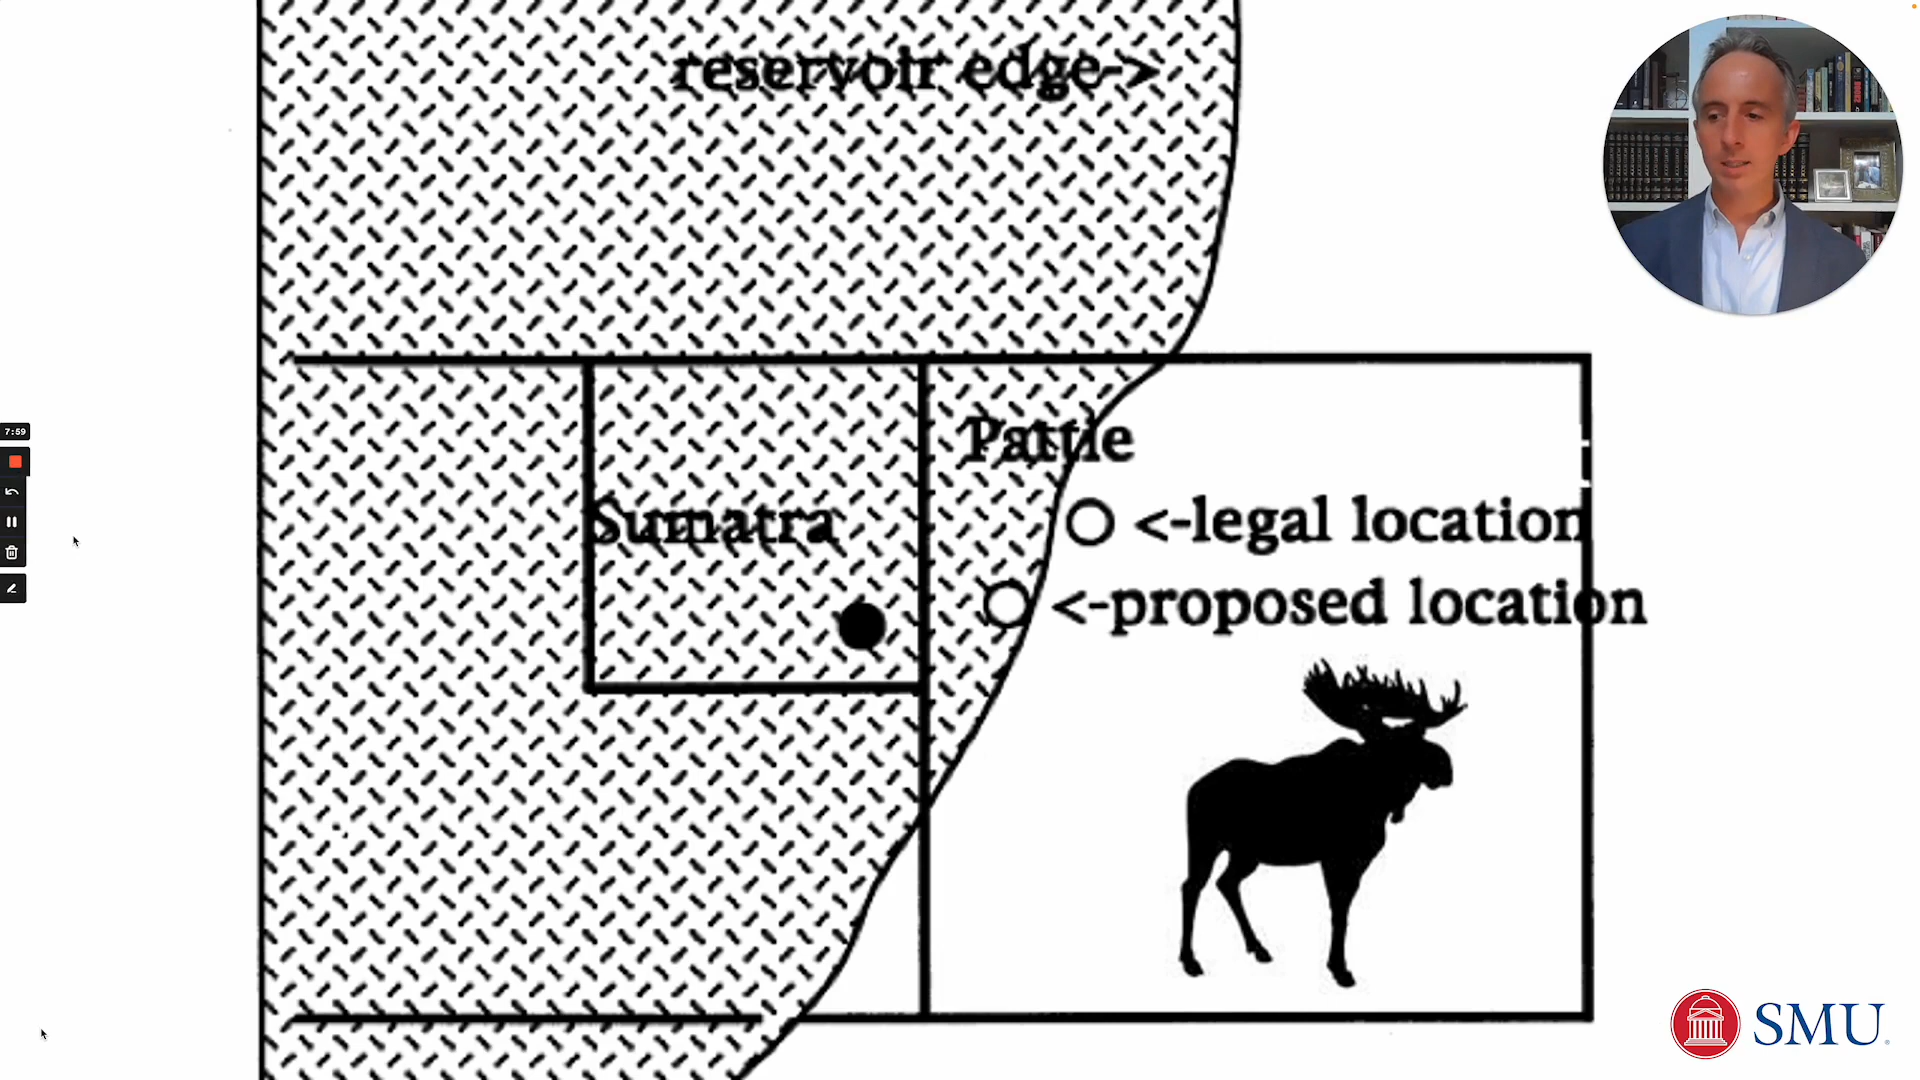 reservoir edge->
Pattie
Sumatra
<-legal location
<-proposed location
7:59
SMU